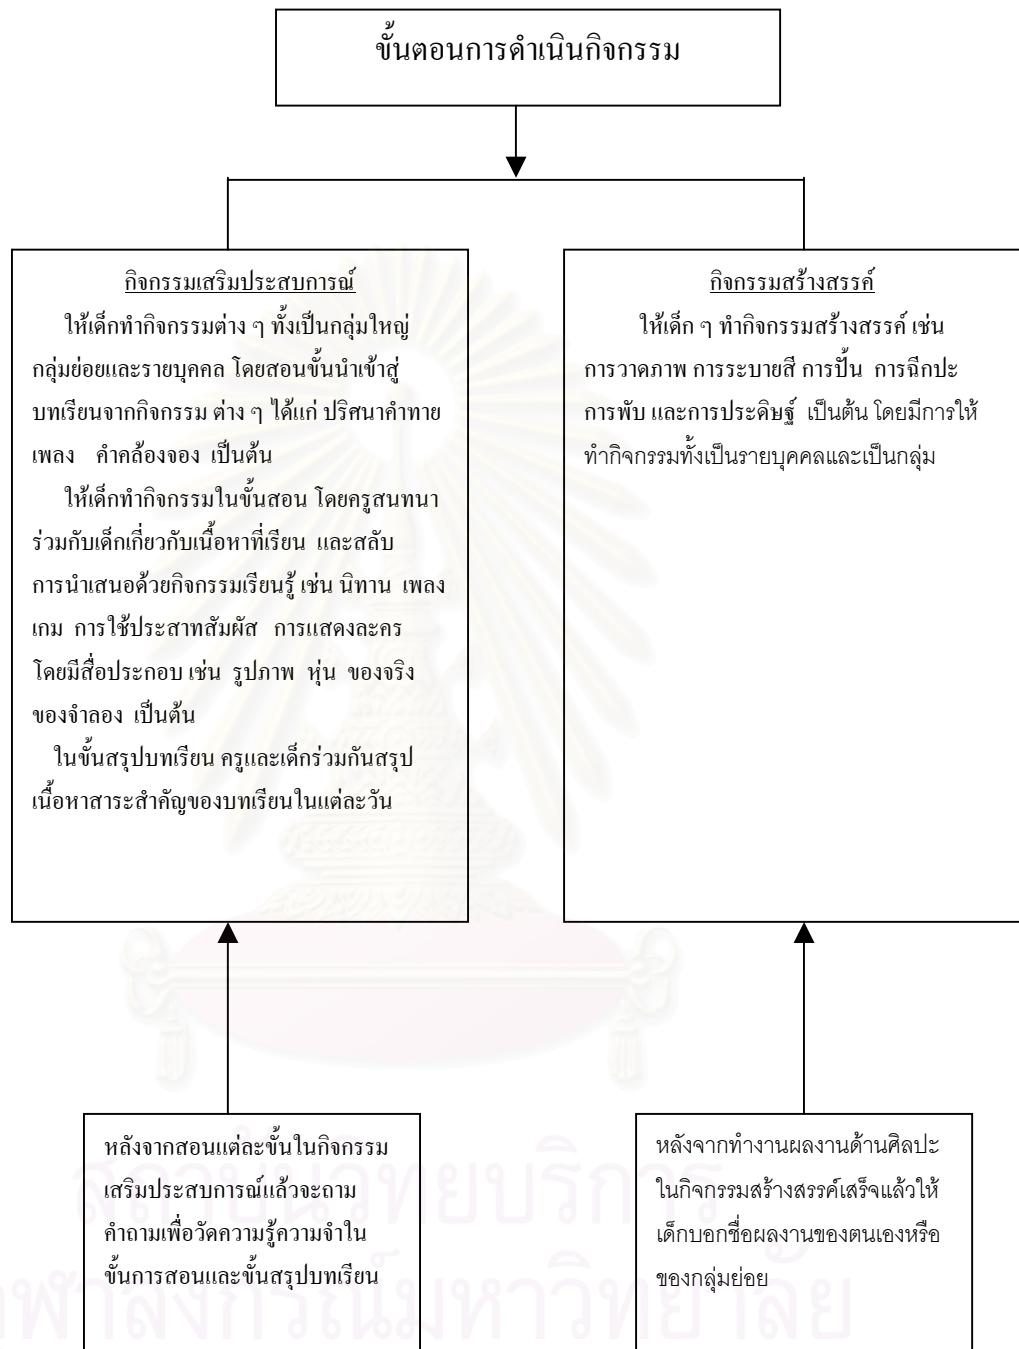 ขั้นตอนการดำเนินกิจกรรม
กิจกรรมเสริมประสบการณ์
ให้เด็กทำกิจกรรมต่าง ๆ ทั้งเป็นกลุ่มใหญ่
กลุ่มย่อยและรายบุคคล โดยสอนขั้นนำเข้าสู่
บทเรียนจากกิจกรรม ต่าง ๆ ได้แก่ ปริศนาคำทาย
เพลง คำคล้องจอง เป็นต้น
ให้เด็กทำกิจกรรมในขั้นสอน โดยครูสนทนา
ร่วมกับเด็กเกี่ยวกับเนื้อหาที่เรียน และสลับ
การนำเสนอด้วยกิจกรรมเรียนรู้ เช่น นิทาน เพลง
เกม การใช้ประสาทสัมผัส การแสดงละคร
โดยมีสื่อประกอบ เช่น รูปภาพ หุ่น ของจริง
ของจำลอง เป็นต้น
ในขั้นสรุปบทเรียน ครูและเด็กร่วมกันสรุป
เนื้อหาสาระสำคัญของบทเรียนในแต่ละวัน
กิจกรรมสร้างสรรค์
ให้เด็ก ๆ ทำกิจกรรมสร้างสรรค์ เช่น
การวาดภาพ การระบายสี การปั้น การฉีกปะ
การพับ และการประดิษฐ์ เป็นต้น โดยมีการให้
ทำกิจกรรมทั้งเป็นรายบุคคลและเป็นกลุ่ม
หลังจากสอนแต่ละขั้นในกิจกรรม
เสริมประสบการณ์แล้วจะถาม
คำถามเพื่อวัดความรู้ความจำใน
ขั้นการสอนและขั้นสรุปบทเรียน
หลังจากทำงานผลงานด้านศิลปะ
ในกิจกรรมสร้างสรรค์เสร็จแล้วให้
เด็กบอกชื่อผลงานของตนเองหรือ
ของกลุ่มย่อย
สถาบันวิทยบริการ
จุฬาลงกรณ์มหาวิทยาลัย